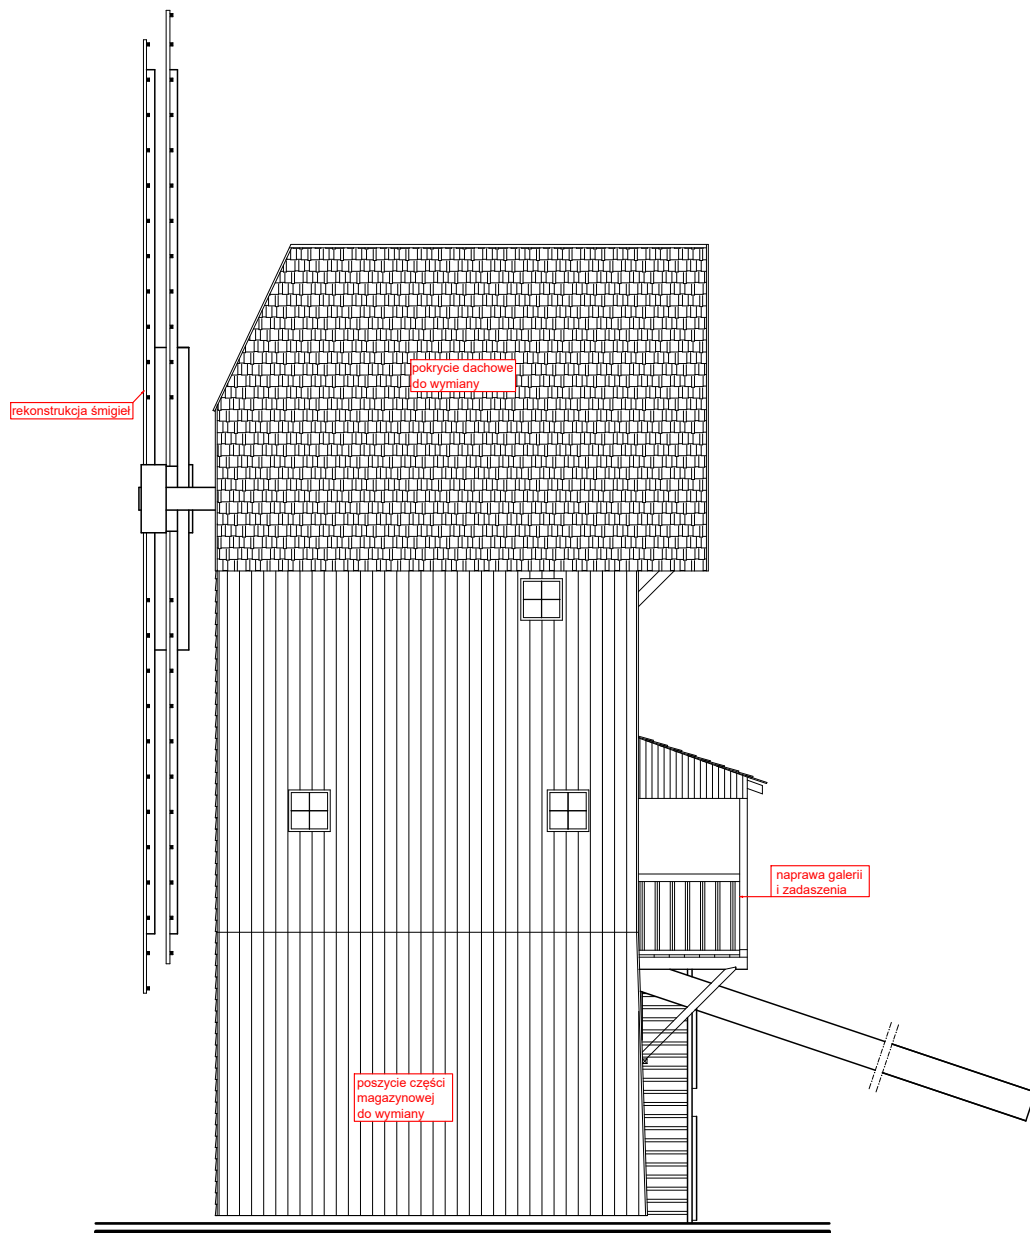 pokrycie dachowe
do wymiany
rekonstrukcja śmigieł
naprawa galerii
i zadaszenia
poszycie części
magazynowej
do wymiany